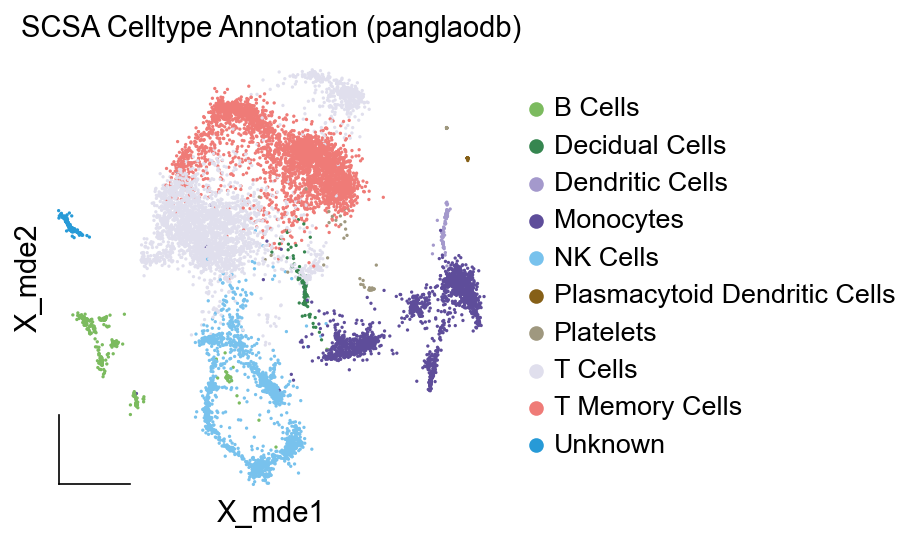 SCSA Celltype Annotation (panglaodb)
B Cells
Decidual Cells
Dendritic Cells
Monocytes
NK Cells
Plasmacytoid Dendritic Cells
Platelets
T Cells
T Memory Cells
Unknown
X_mde2
X_mde1